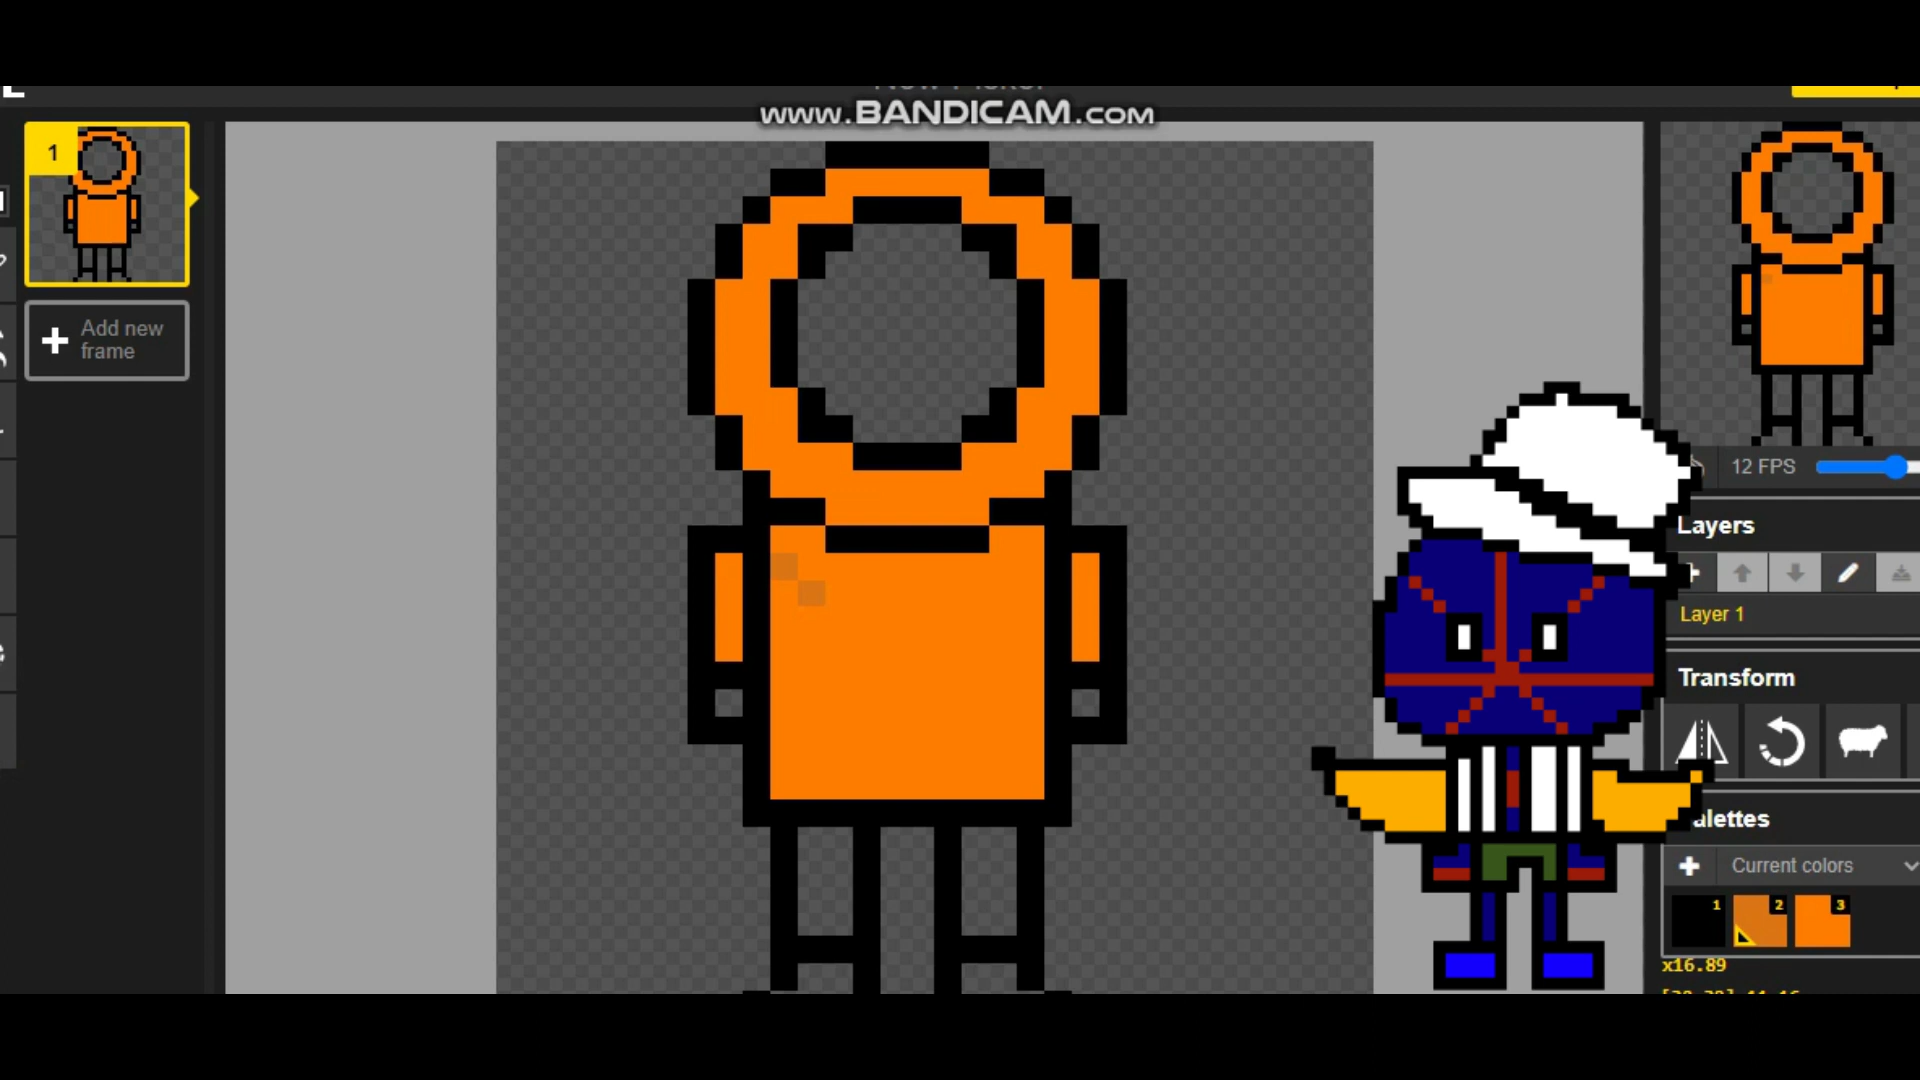 www.BANDICAM.com
1
Add new
frame
12 FPS
Layers
Layer 1
Transform
alettes
Current colors
1
2
3
x16.89